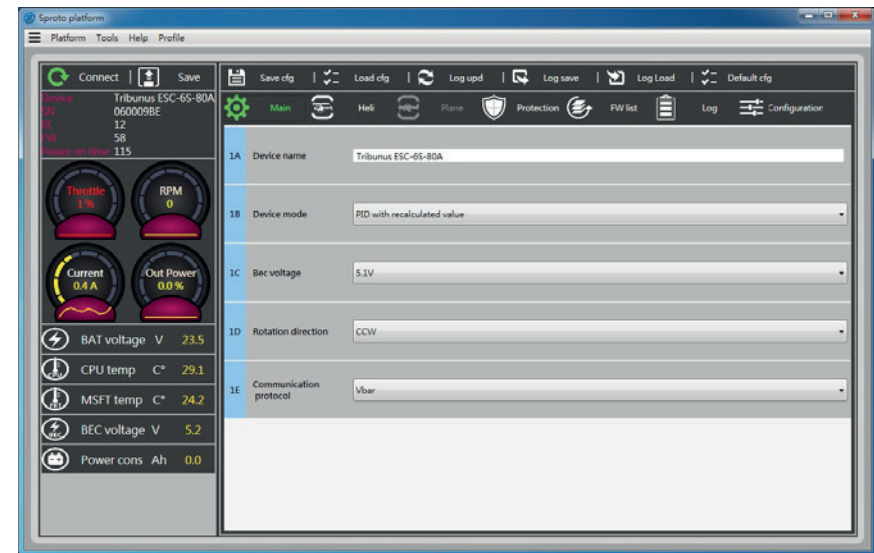 Sproto platform
Platform Tools Help Profile
Connect | Save
Save cfg | Load cfg | Log upd | Log save | Log Load | Default cfg
Device Tribunus ESC-6S-80A
SN 060009BE
12
FW 58
Power on time 115
Main Heli Plane Protection FW list Log Configuration
Throttle
1 %
RPM
0
Current
0.4 A
Out Power
0.0 %
BAT voltage V 23.5
CPU temp C° 29.1
MSFT temp C° 24.2
BEC voltage V 5.2
Power cons Ah 0.0
CPU
FET
BEC
1A Device name Tribunus ESC-6S-80A
1B Device mode PID with recalculated value
1C Bec voltage 5.1V
1D Rotation direction CCW
1E Communication protocol Vbar